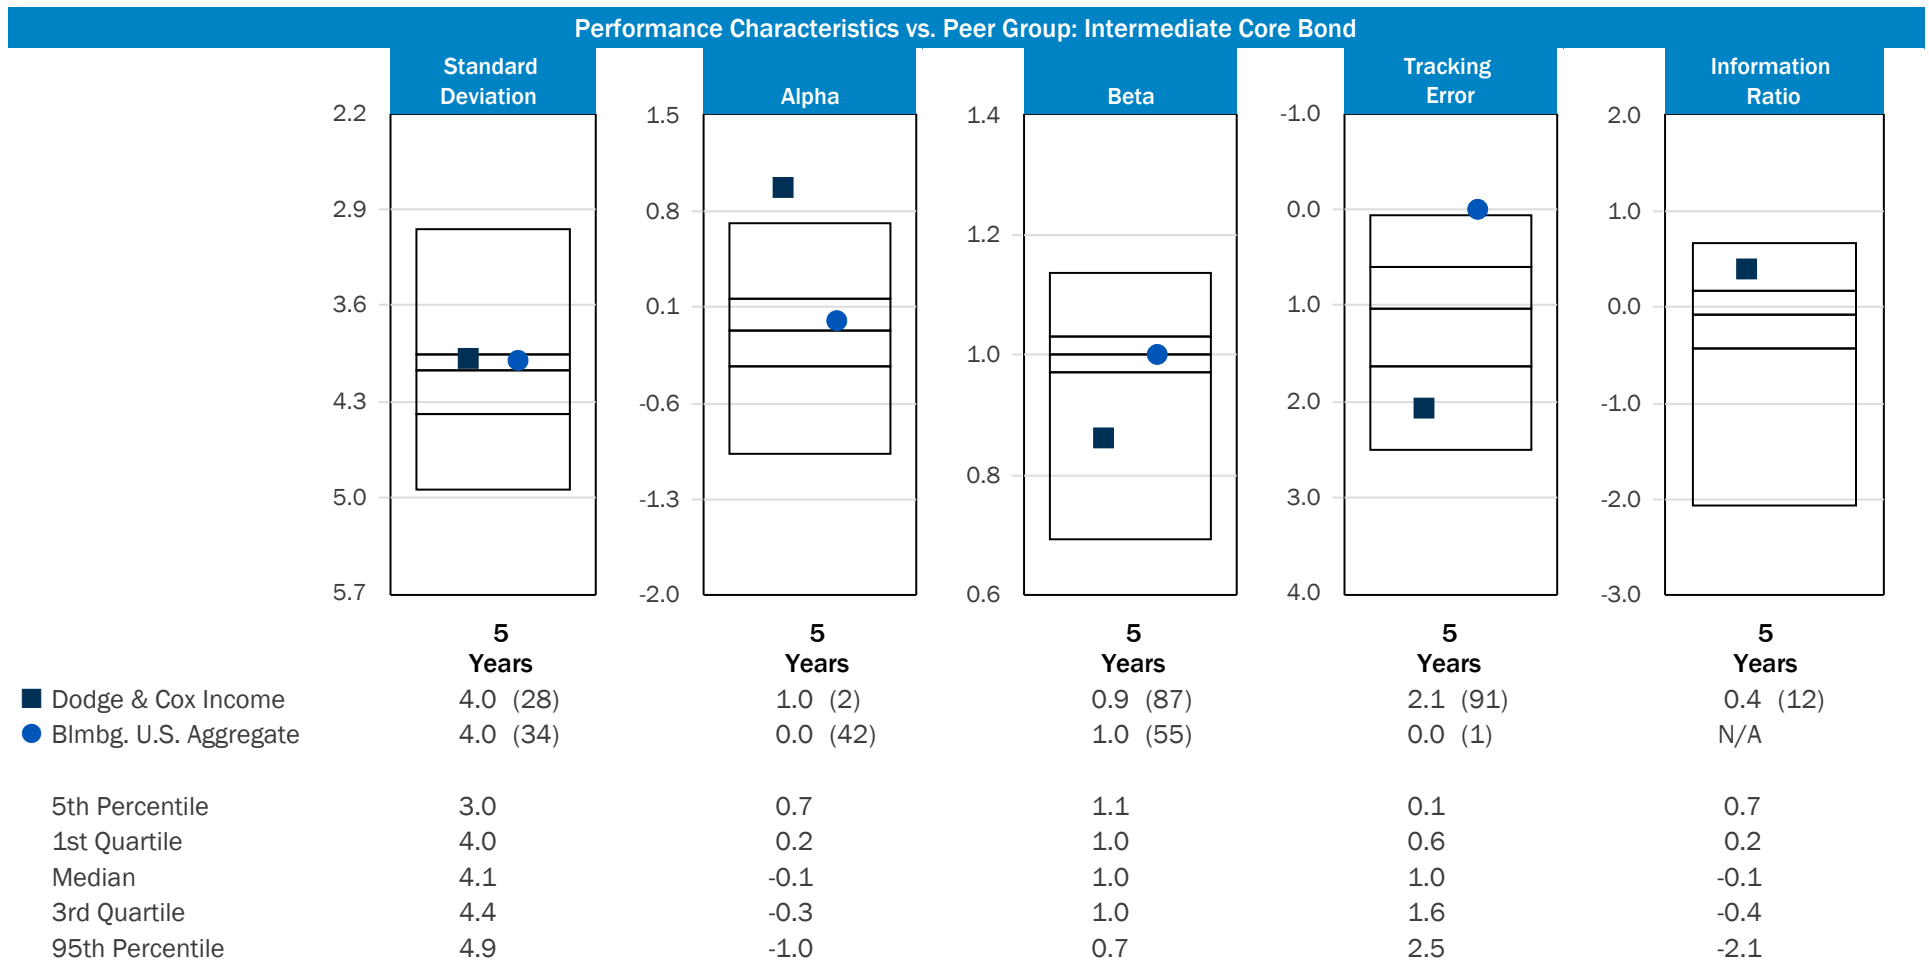 Performance Characteristics vs. Peer Group: Intermediate Core Bond
Standard
Deviation
Alpha
Beta
Tracking
Error
Information
Ratio
2.2
2.9
3.6
4.3
5.0
5.7
1.5
0.8
0.1
-0.6
-1.3
-2.0
1.4
1.2
1.0
0.8
0.6
-1.0
0.0
1.0
2.0
3.0
4.0
2.0
1.0
0.0
-1.0
-2.0
-3.0
5 5 5 5 5
Years Years Years Years Years
Dodge & Cox Income 4.0 (28) 1.0 (2) 0.9 (87) 2.1 (91) 0.4 (12)
Blmbg. U.S. Aggregate 4.0 (34) 0.0 (42) 1.0 (55) 0.0 (1) N/A
5th Percentile 3.0 0.7 1.1 0.1 0.7
1st Quartile 4.0 0.2 1.0 0.6 0.2
Median 4.1 -0.1 1.0 1.0 -0.1
3rd Quartile 4.4 -0.3 1.0 1.6 -0.4
95th Percentile 4.9 -1.0 0.7 2.5 -2.1